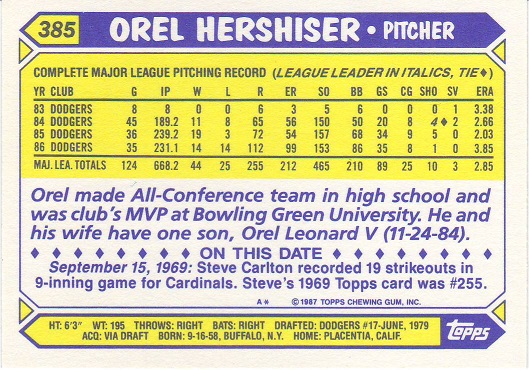 385 OREL HERSHISER • PITCHER
COMPLETE MAJOR LEAGUE PITCHING RECORD (LEAGUE LEADER IN ITALICS, TIE♦)
YR CLUB G IP W L R ER SO BB GS CG SHO SV ERA
83 DODGERS 8 8 0 0 6 3 5 6 0 0 0 1 3.38
84 DODGERS 45 189.2 11 8 65 56 150 50 20 8 4♦ 2 2.66
85 DODGERS 36 239.2 19 3 72 54 157 68 34 9 5 0 2.03
86 DODGERS 35 231.1 14 14 112 99 153 86 35 8 1 0 3.85
MAJ. LEA. TOTALS 124 668.2 44 25 255 212 465 210 89 25 10 3 2.85
Orel made All-Conference team in high school and
was club's MVP at Bowling Green University. He and
his wife have one son, Orel Leonard V (11-24-84).
♦ ♦ ♦ ♦ ♦ ♦ ♦ ♦ ON THIS DATE ♦ ♦ ♦ ♦ ♦ ♦ ♦ ♦
September 15, 1969: Steve Carlton recorded 19 strikeouts in
9-inning game for Cardinals. Steve's 1969 Topps card was #255.
A* ©1987 TOPPS CHEWING GUM, INC.
HT: 6'3" WT: 195 THROWS: RIGHT BATS: RIGHT DRAFTED: DODGERS #17-JUNE, 1979
ACQ: VIA DRAFT BORN: 9-16-58, BUFFALO, N.Y. HOME: PLACENTIA, CALIF.
topps